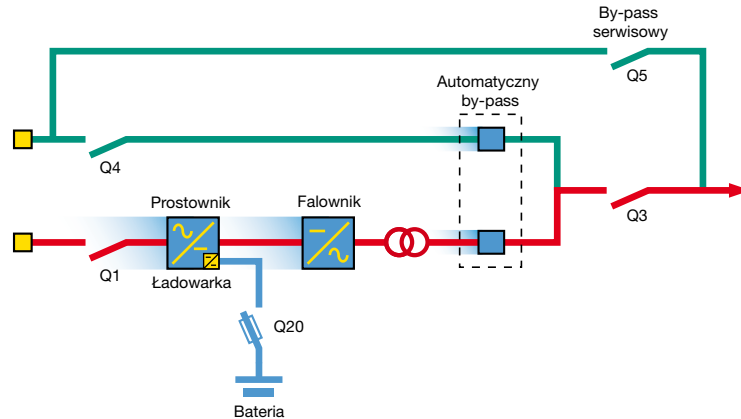 By-pass
serwisowy
Q5
Automatyczny
by-pass
Q4
Prostownik
Falownik
Q3
Q1
Ładowarka
Q20
Bateria